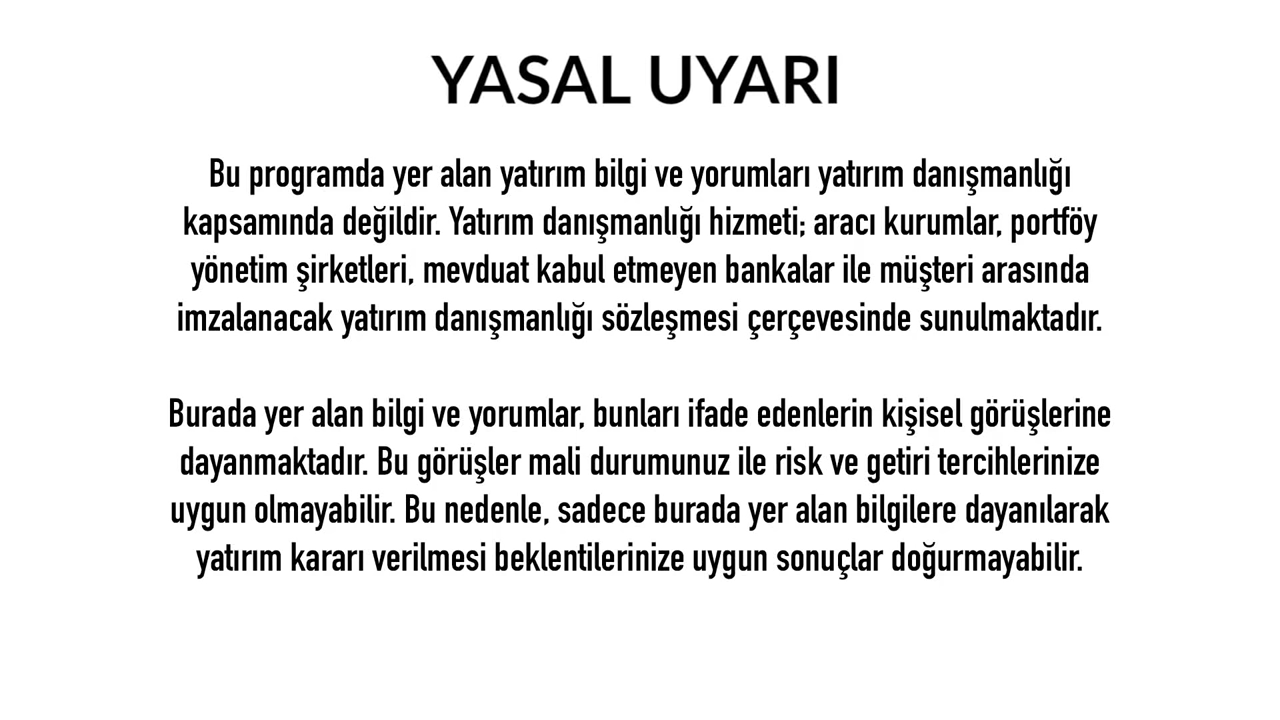 YASAL UYARI
Bu programda yer alan yatırım bilgi ve yorumları yatırım danışmanlığı
kapsamında değildir. Yatırım danışmanlığı hizmeti; aracı kurumlar, portföy
yönetim şirketleri, mevduat kabul etmeyen bankalar ile müşteri arasında
imzalanacak yatırım danışmanlığı sözleşmesi çerçevesinde sunulmaktadır.
Burada yer alan bilgi ve yorumlar, bunları ifade edenlerin kişisel görüşlerine
dayanmaktadır. Bu görüşler mali durumunuz ile risk ve getiri tercihlerinize
uygun olmayabilir. Bu nedenle, sadece burada yer alan bilgilere dayanılarak
yatırım kararı verilmesi beklentilerinize uygun sonuçlar doğurmayabilir.